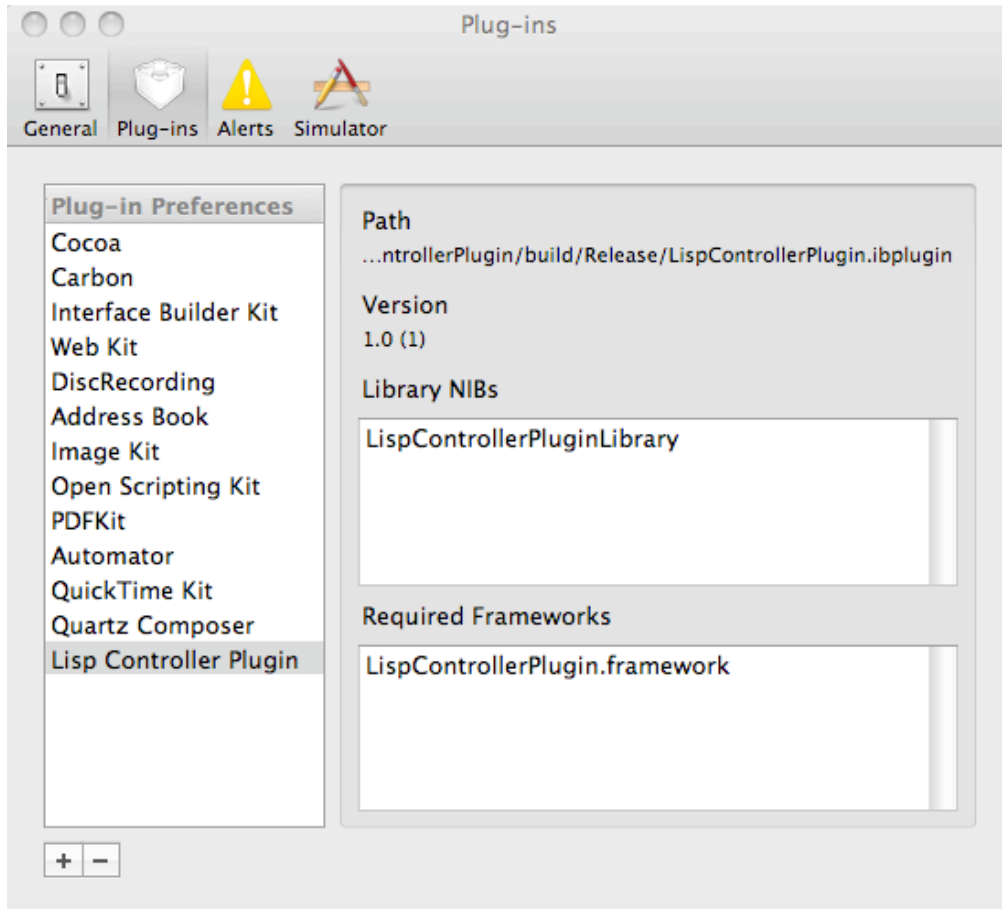 Plug-ins
General Plug-ins Alerts Simulator
Plug-in Preferences
Cocoa
Carbon
Interface Builder Kit
Web Kit
DiscRecording
Address Book
Image Kit
Open Scripting Kit
PDFKit
Automator
QuickTime Kit
Quartz Composer
Lisp Controller Plugin
Path
...ntrollerPlugin/build/Release/LispControllerPlugin.ibplugin
Version
1.0 (1)
Library NIBs
LispControllerPluginLibrary
Required Frameworks
LispControllerPlugin.framework
+ −